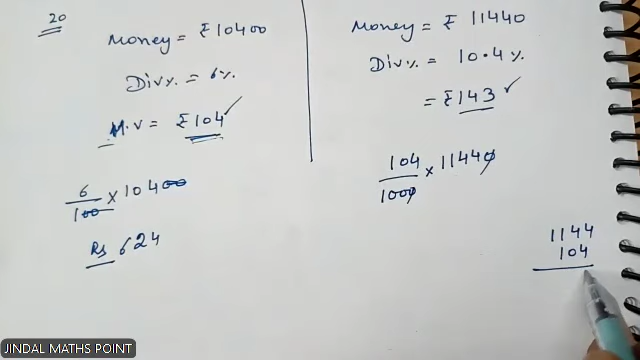 20
Money = ₹10400
Div% = 6%
M.V = ₹104 ✓
6/100 × 10400
Rs 624
Money = ₹ 11440
Div% = 10.4%
= ₹143 ✓
104/1000 × 11440
1144
104
JINDAL MATHS POINT